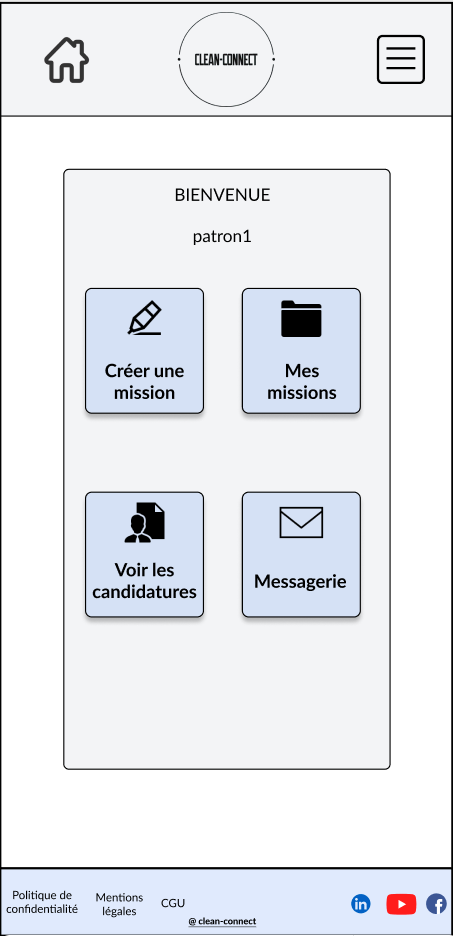 CLEAN-CONNECT
BIENVENUE
patron1
Créer une
mission
Mes
missions
Voir les
candidatures
Messagerie
Politique de
confidentialité
Mentions
légales
CGU
@ clean-connect
in
f